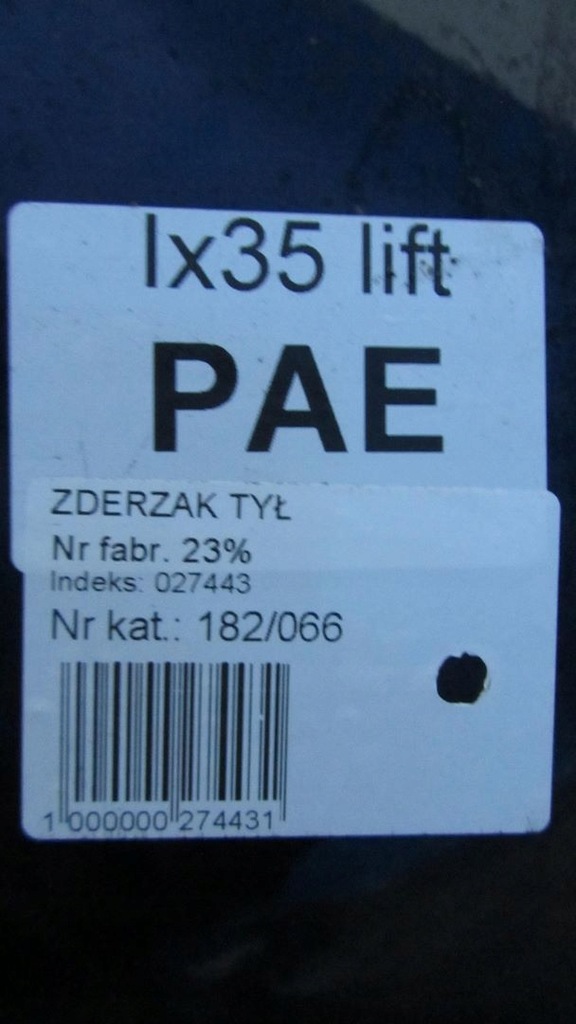 Ix35 lift
PAE
ZDERZAK TYŁ
Nr fabr. 23%
Indeks: 027443
Nr kat.: 182/066
1 000000 274431